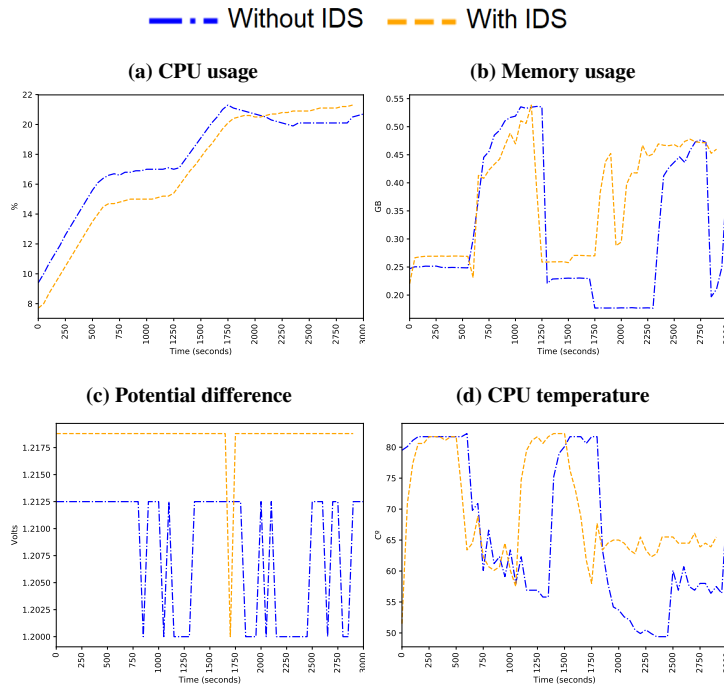 Without IDS With IDS
(a) CPU usage
22
20
18
16
14
12
10
8
%
0 250 500 750 1000 1250 1500 1750 2000 2250 2500 2750 3000
Time (seconds)
(b) Memory usage
0.55
0.50
0.45
0.40
0.35
0.30
0.25
0.20
GB
0 250 500 750 1000 1250 1500 1750 2000 2250 2500 2750 3000
Time (seconds)
(c) Potential difference
1.2175
1.2150
1.2125
1.2100
1.2075
1.2050
1.2025
1.2000
Volts
0 250 500 750 1000 1250 1500 1750 2000 2250 2500 2750 3000
Time (seconds)
(d) CPU temperature
80
75
70
65
60
55
50
Cº
0 250 500 750 1000 1250 1500 1750 2000 2250 2500 2750 3000
Time (seconds)